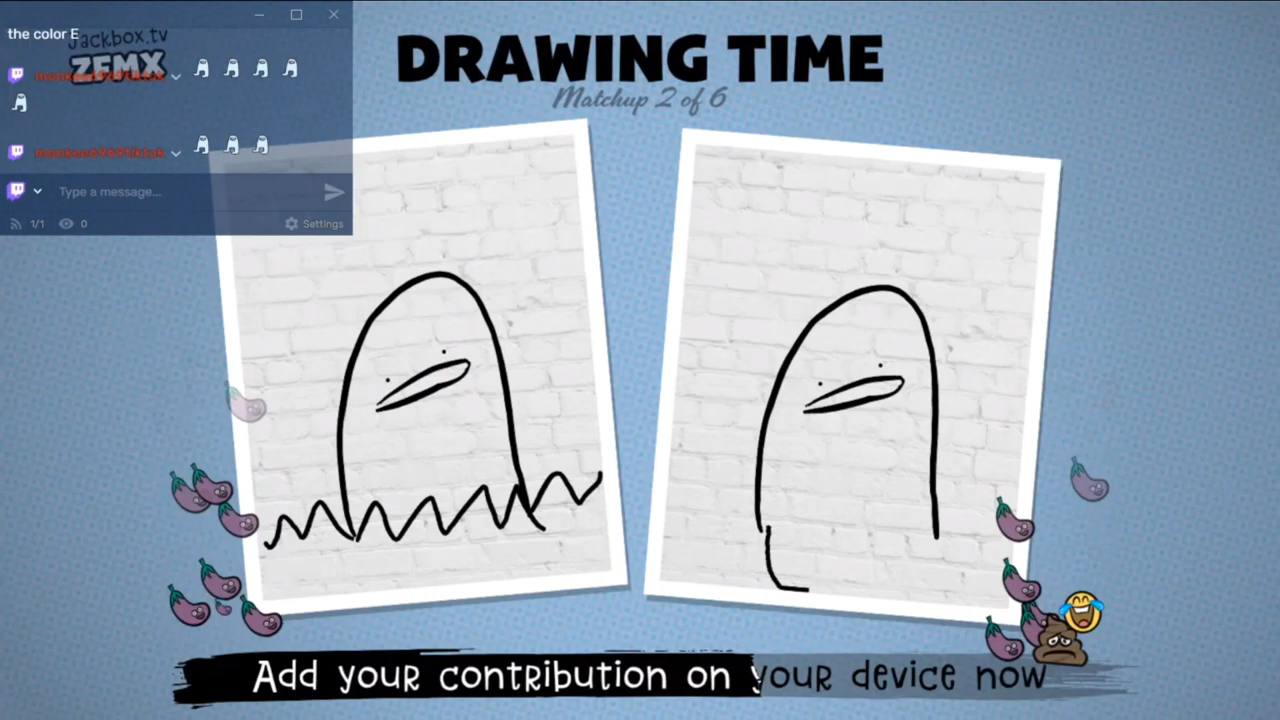 the color E
jackbox.tv
ZFMX
Type a message...
1/1 0 Settings
DRAWING TIME
Matchup 2 of 6
Add your contribution on your device now